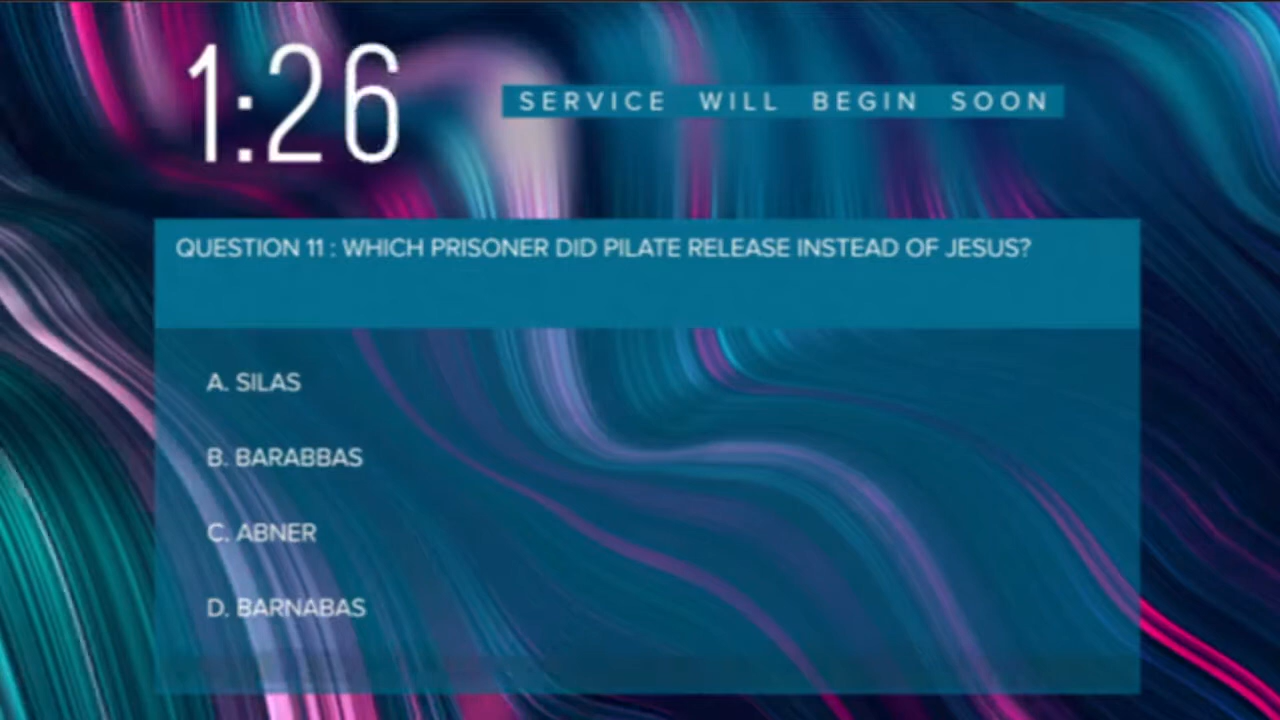 1:26
SERVICE WILL BEGIN SOON
QUESTION 11 : WHICH PRISONER DID PILATE RELEASE INSTEAD OF JESUS?
A. SILAS
B. BARABBAS
C. ABNER
D. BARNABAS